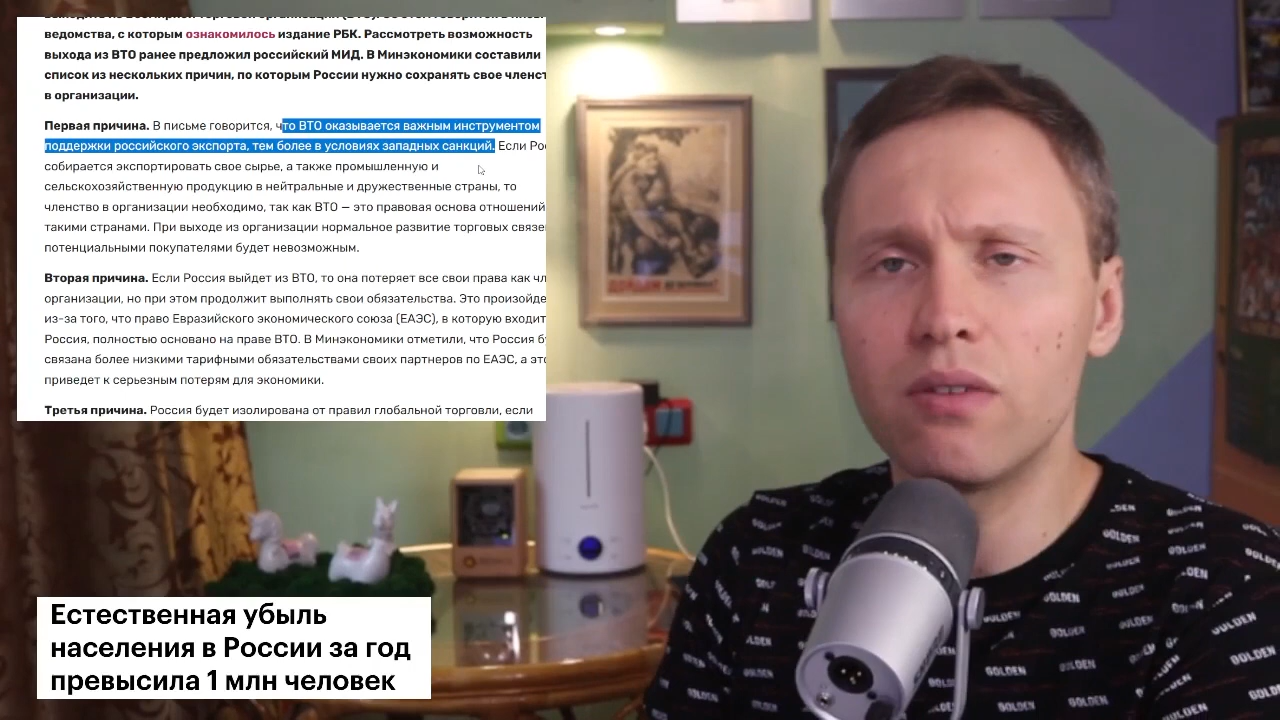 ведомства, с которым ознакомилось издание РБК. Рассмотреть возможность
выхода из ВТО ранее предложил российский МИД. В Минэкономики составили
список из нескольких причин, по которым России нужно сохранять свое членст
в организации.
Первая причина. В письме говорится, что ВТО оказывается важным инструментом
поддержки российского экспорта, тем более в условиях западных санкций. Если Рос
собирается экспортировать свое сырье, а также промышленную и
сельскохозяйственную продукцию в нейтральные и дружественные страны, то
членство в организации необходимо, так как ВТО — это правовая основа отношений
такими странами. При выходе из организации нормальное развитие торговых связе
потенциальными покупателями будет невозможным.
Вторая причина. Если Россия выйдет из ВТО, то она потеряет все свои права как чл
организации, но при этом продолжит выполнять свои обязательства. Это произойде
из-за того, что право Евразийского экономического союза (ЕАЭС), в которую входит
Россия, полностью основано на праве ВТО. В Минэкономики отметили, что Россия б
связана более низкими тарифными обязательствами своих партнеров по ЕАЭС, а это
приведет к серьезным потерям для экономики.
Третья причина. Россия будет изолирована от правил глобальной торговли, если
Естественная убыль
населения в России за год
превысила 1 млн человек
GOLDEN
GOLDEN
GOLDEN
GOLDEN
GOLDEN
GOLDEN